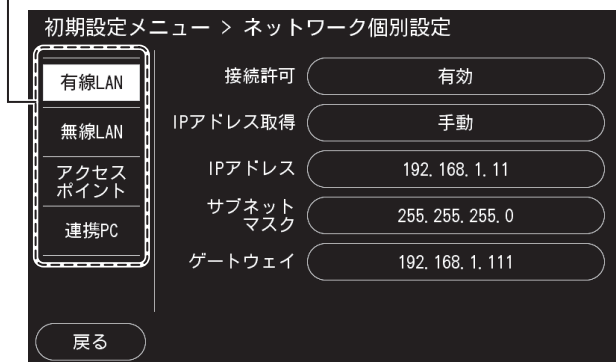 初期設定メニュー > ネットワーク個別設定
有線LAN
無線LAN
アクセス
ポイント
連携PC
接続許可 有効
IPアドレス取得 手動
IPアドレス 192.168.1.11
サブネット
マスク 255.255.255.0
ゲートウェイ 192.168.1.111
戻る